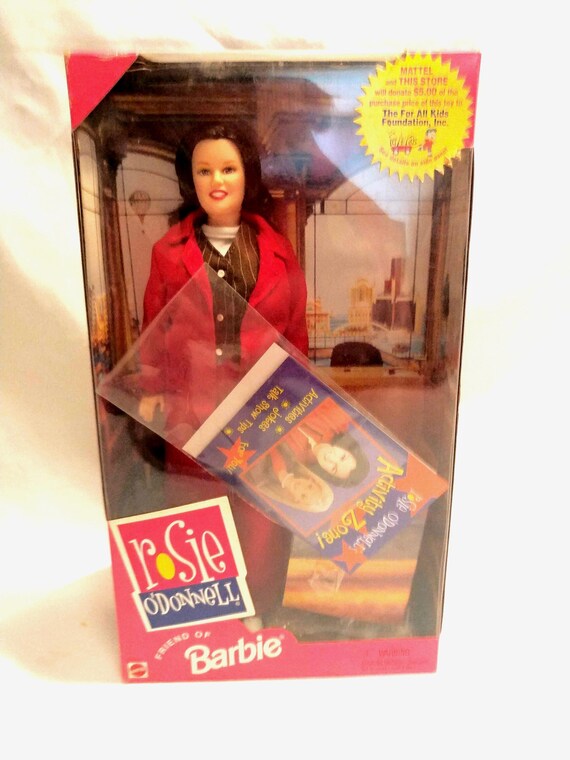 MATTEL
and THIS STORE
will donate $5.00 of the
purchase price of this toy to
The For All Kids
Foundation, Inc.
Activities ★ Jokes ★
Talk Show Tips
Rosie O'Donnell's
Activity Zone!
rosie
O'DONNELL
FRIEND OF
Barbie®
MATTEL